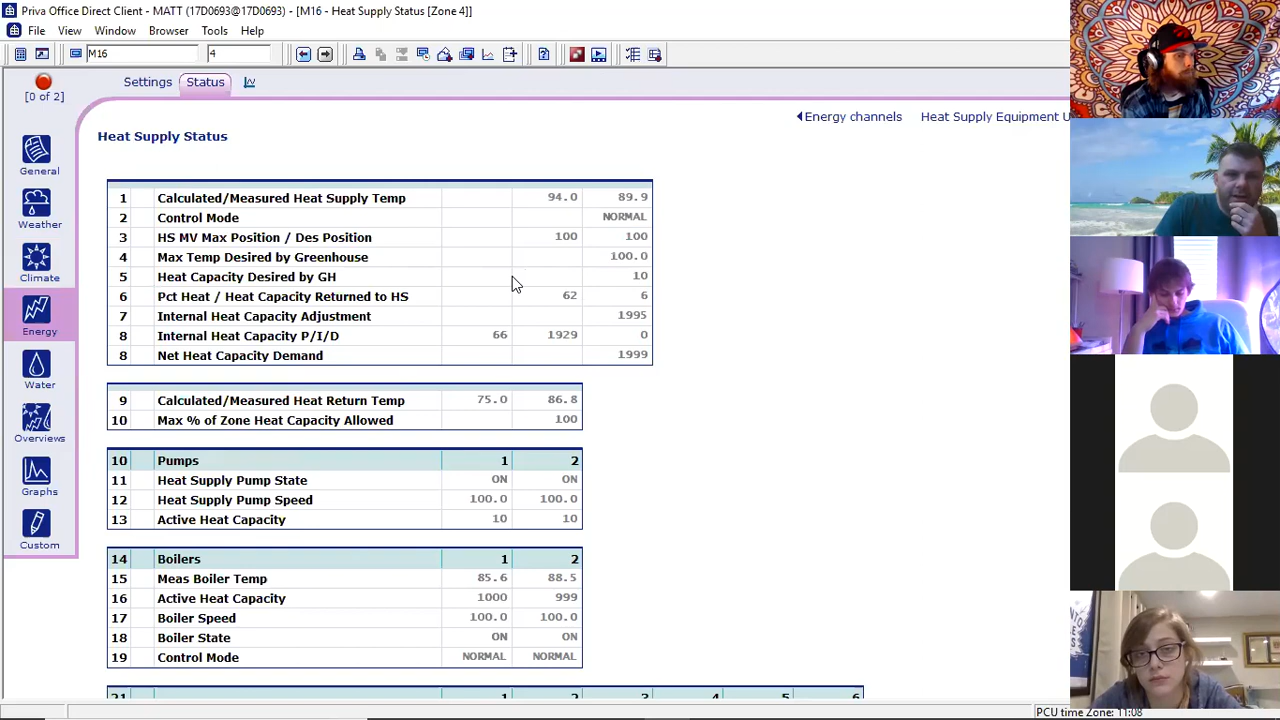 Priva Office Direct Client - MATT (17D0693@17D0693) - [M16 - Heat Supply Status [Zone 4]]
File View Window Browser Tools Help
M16 4
[0 of 2]
Settings Status
General
Weather
Climate
Energy
Water
Overviews
Graphs
Custom
Energy channels Heat Supply Equipment U
Heat Supply Status
1 Calculated/Measured Heat Supply Temp 94.0 89.9
2 Control Mode NORMAL
3 HS MV Max Position / Des Position 100 100
4 Max Temp Desired by Greenhouse 100.0
5 Heat Capacity Desired by GH 10
6 Pct Heat / Heat Capacity Returned to HS 62 6
7 Internal Heat Capacity Adjustment 1995
8 Internal Heat Capacity P/I/D 66 1929 0
8 Net Heat Capacity Demand 1999
9 Calculated/Measured Heat Return Temp 75.0 86.8
10 Max % of Zone Heat Capacity Allowed 100
10 Pumps 1 2
11 Heat Supply Pump State ON ON
12 Heat Supply Pump Speed 100.0 100.0
13 Active Heat Capacity 10 10
14 Boilers 1 2
15 Meas Boiler Temp 85.6 88.5
16 Active Heat Capacity 1000 999
17 Boiler Speed 100.0 100.0
18 Boiler State ON ON
19 Control Mode NORMAL NORMAL
21 1 2 3 4 5 6
PCU time Zone: 11:08